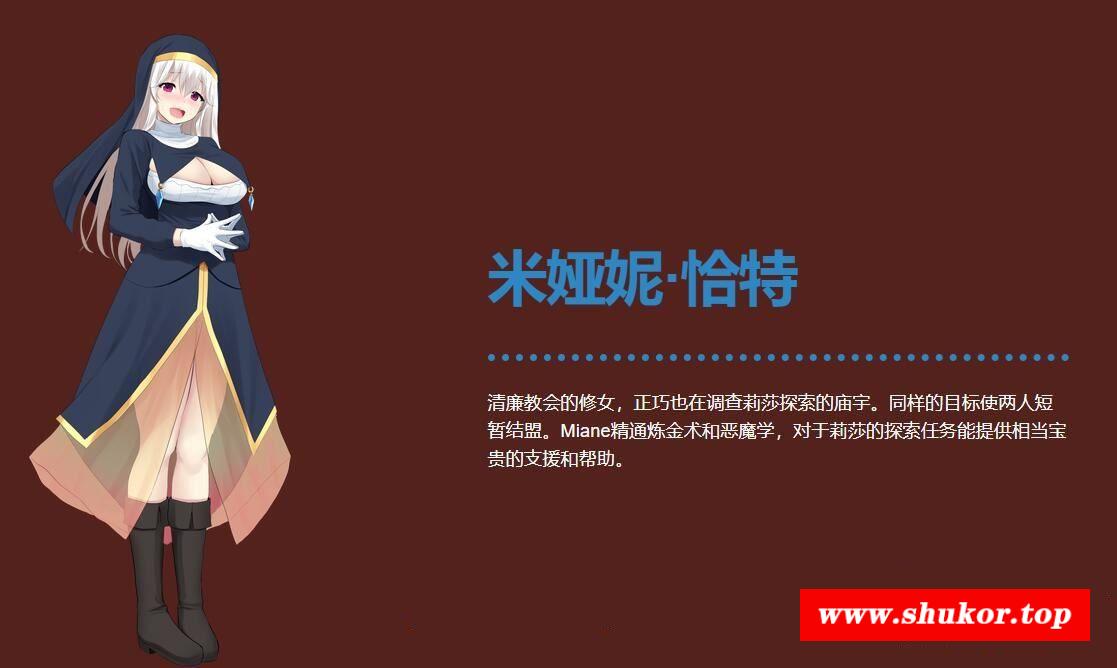 米娅妮·恰特
清廉教会的修女，正巧也在调查莉莎探索的庙宇。同样的目标使两人短
暂结盟。Miane精通炼金术和恶魔学，对于莉莎的探索任务能提供相当宝
贵的支援和帮助。
www.shukor.top